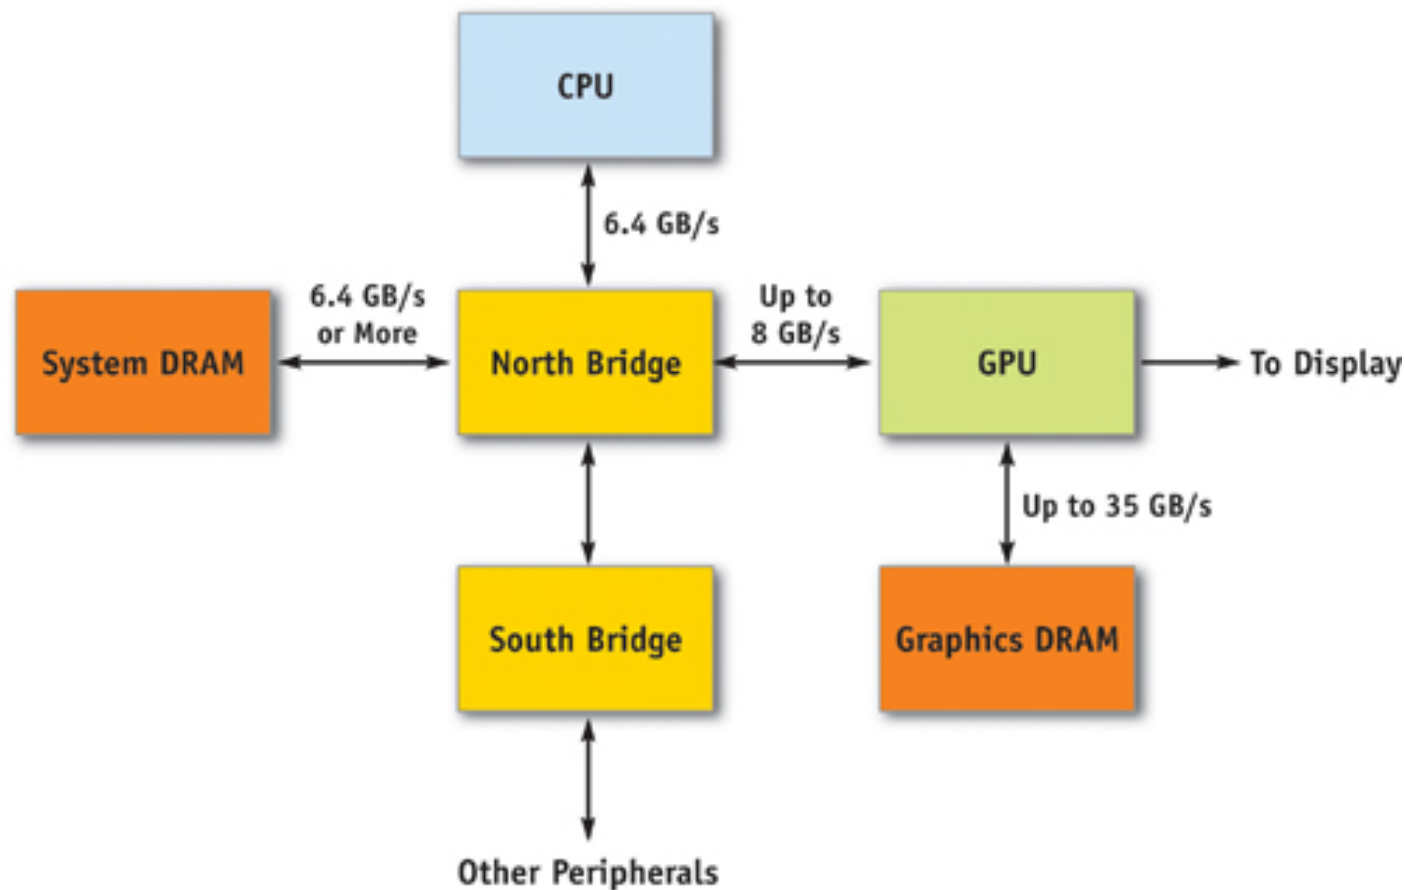 CPU
6.4 GB/s
6.4 GB/s
or More
Up to
8 GB/s
System DRAM
North Bridge
GPU
To Display
Up to 35 GB/s
South Bridge
Graphics DRAM
Other Peripherals